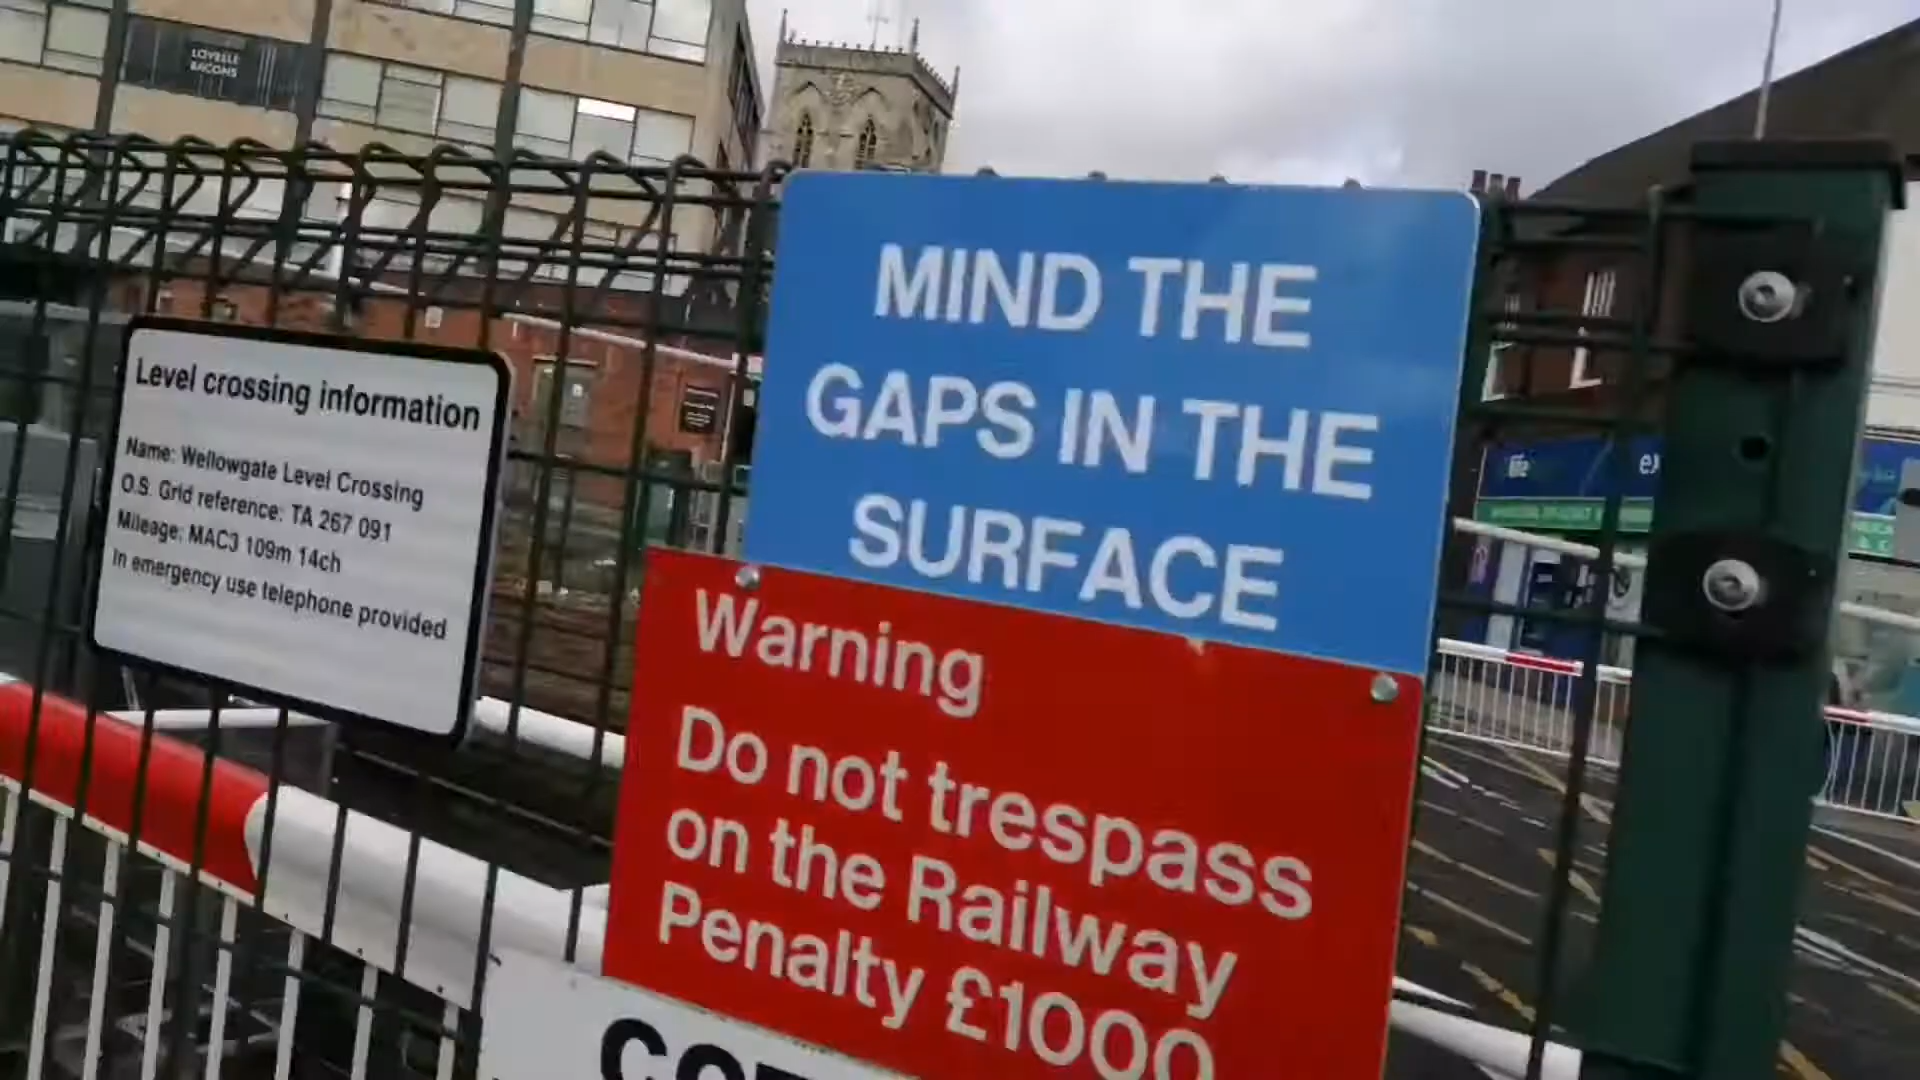 Level crossing information
Name: Wellowgate Level Crossing
O.S. Grid reference: TA 267 091
Mileage: MAC3 109m 14ch
In emergency use telephone provided
MIND THE
GAPS IN THE
SURFACE
Warning
Do not trespass
on the Railway
Penalty £1000
life